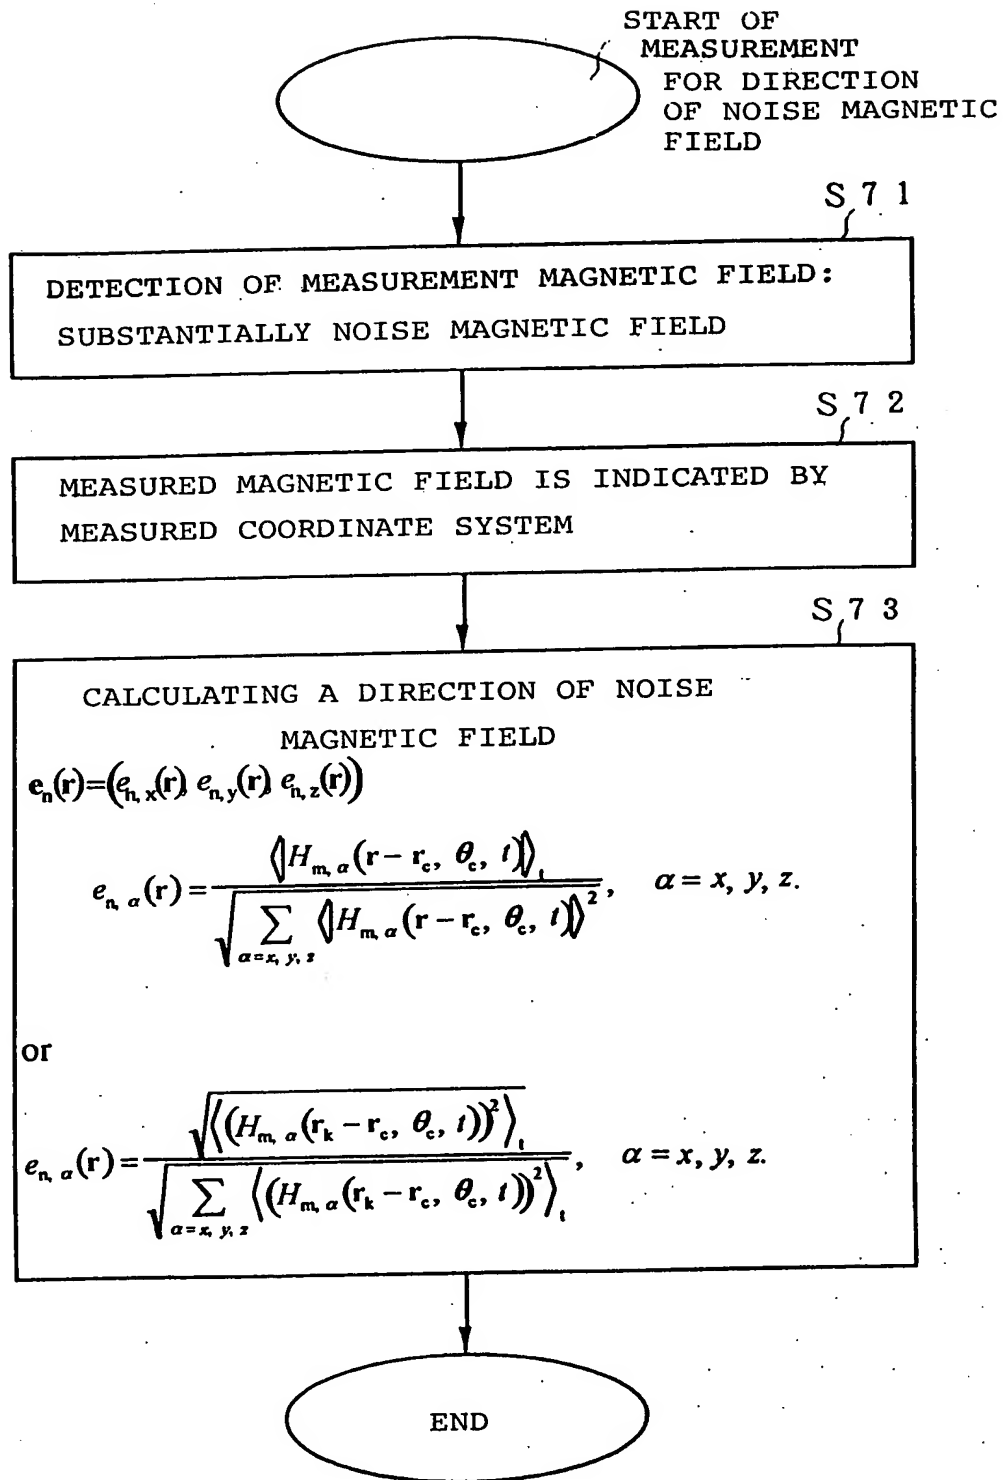 START OF
MEASUREMENT
FOR DIRECTION
OF NOISE MAGNETIC
FIELD
S71
DETECTION OF MEASUREMENT MAGNETIC FIELD:
SUBSTANTIALLY NOISE MAGNETIC FIELD
S72
MEASURED MAGNETIC FIELD IS INDICATED BY
MEASURED COORDINATE SYSTEM
S73
CALCULATING A DIRECTION OF NOISE
MAGNETIC FIELD
e_n(r)=(e_{n,x}(r) e_{n,y}(r) e_{n,z}(r))
e_{n,α}(r) = ⟨|H_{m,α}(r − r_c, θ_c, t)|⟩_t / √(∑_{α=x,y,z} ⟨|H_{m,α}(r − r_c, θ_c, t)|⟩²), α = x, y, z.
or
e_{n,α}(r) = √(⟨(H_{m,α}(r_k − r_c, θ_c, t))²⟩_t) / √(∑_{α=x,y,z} ⟨(H_{m,α}(r_k − r_c, θ_c, t))²⟩_t), α = x, y, z.
END